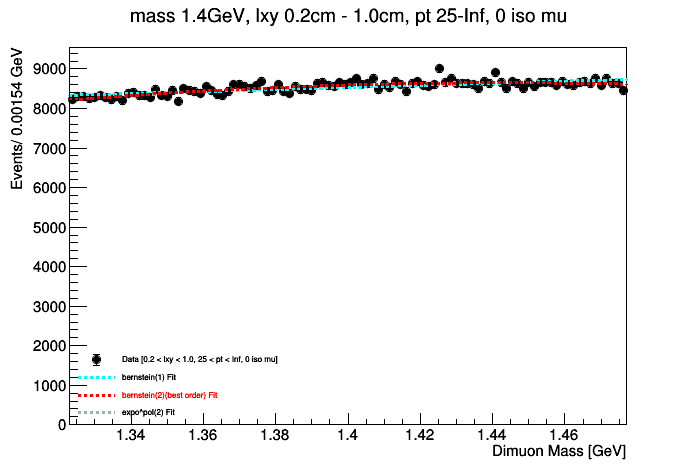 mass 1.4GeV, lxy 0.2cm - 1.0cm, pt 25-Inf, 0 iso mu
Events/ 0.00154 GeV
9000
8000
7000
6000
5000
4000
3000
2000
1000
0
Data [0.2 < lxy < 1.0, 25 < pt < Inf, 0 iso mu]
bernstein(1) Fit
bernstein(2)(best order) Fit
expo^pol(2) Fit
1.34 1.36 1.38 1.4 1.42 1.44 1.46
Dimuon Mass [GeV]